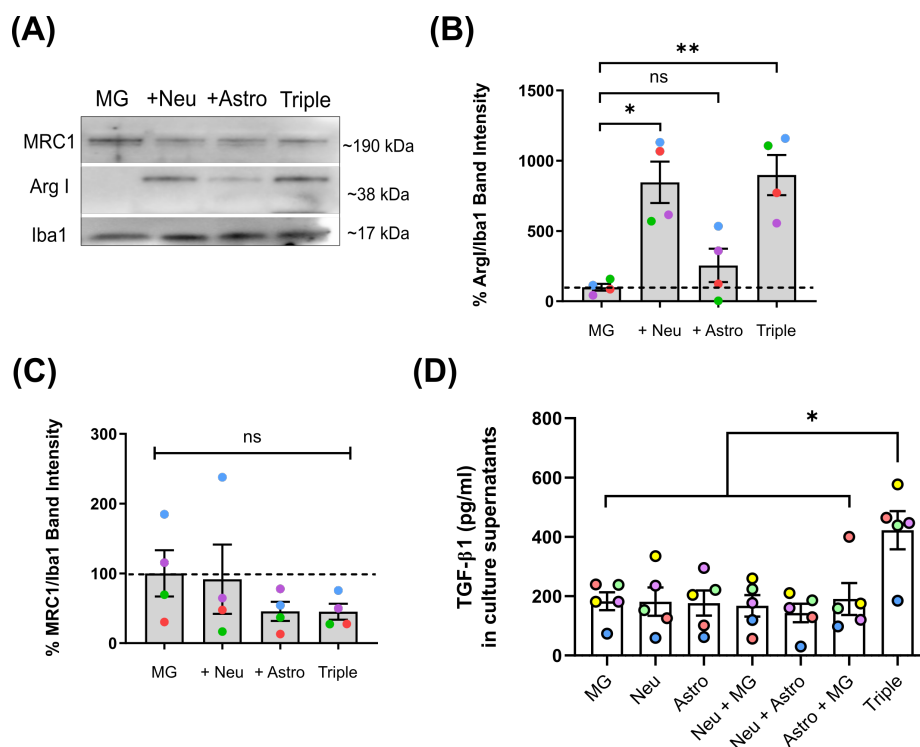 (A)
MG +Neu +Astro Triple
MRC1
~190 kDa
Arg I
~38 kDa
Iba1
~17 kDa
(B)
% ArgI/Iba1 Band Intensity
1500
1000
500
0
**
ns
*
MG
+ Neu
+ Astro
Triple
(C)
% MRC1/Iba1 Band Intensity
300
200
100
0
ns
MG
+ Neu
+ Astro
Triple
(D)
TGF-β1 (pg/ml)
in culture supernatants
800
600
400
200
0
*
MG
Neu
Astro
Neu + MG
Neu + Astro
Astro + MG
Triple